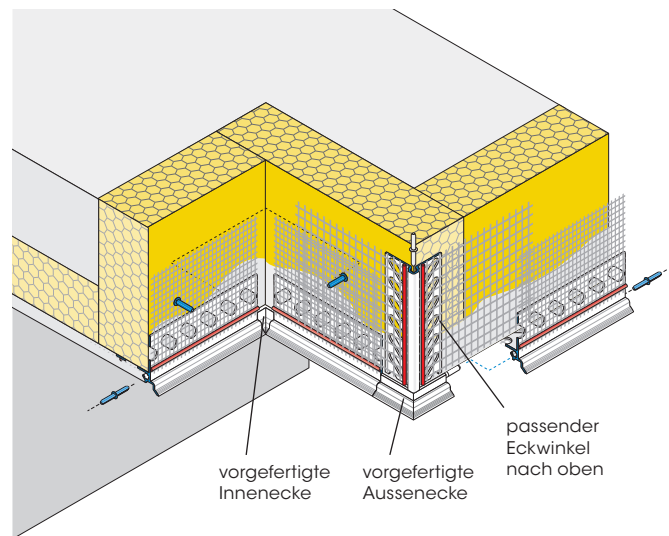 vorgefertigte
Innenecke
vorgefertigte
Aussenecke
passender
Eckwinkel
nach oben